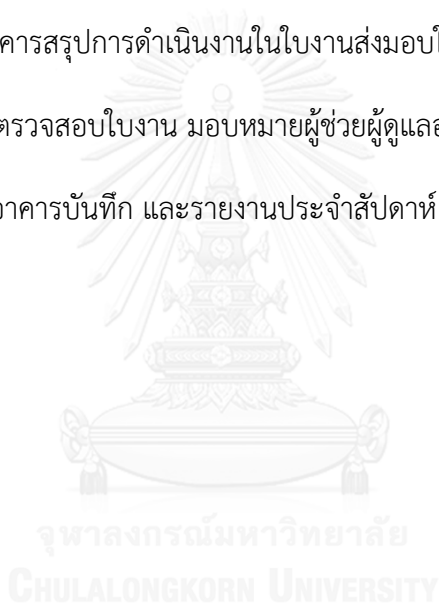 คารสรุปการดำเนินงานในใบงานส่งมอบใ
ตรวจสอบใบงาน มอบหมายผู้ช่วยผู้ดูแลอ
อาคารบันทึก และรายงานประจำสัปดาห์
จุฬาลงกรณ์มหาวิทยาลัย
CHULALONGKORN UNIVERSITY